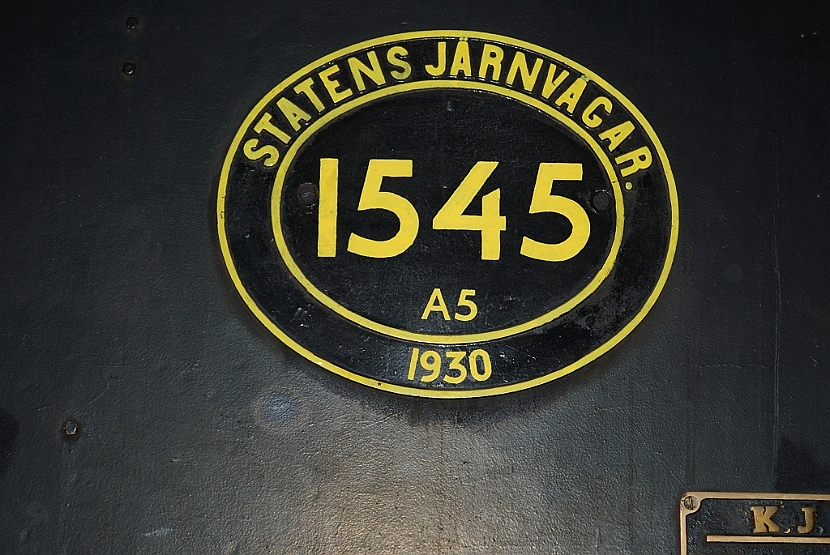 STATENS JÄRNVÄGAR.
1545
A5
1930
K.J.